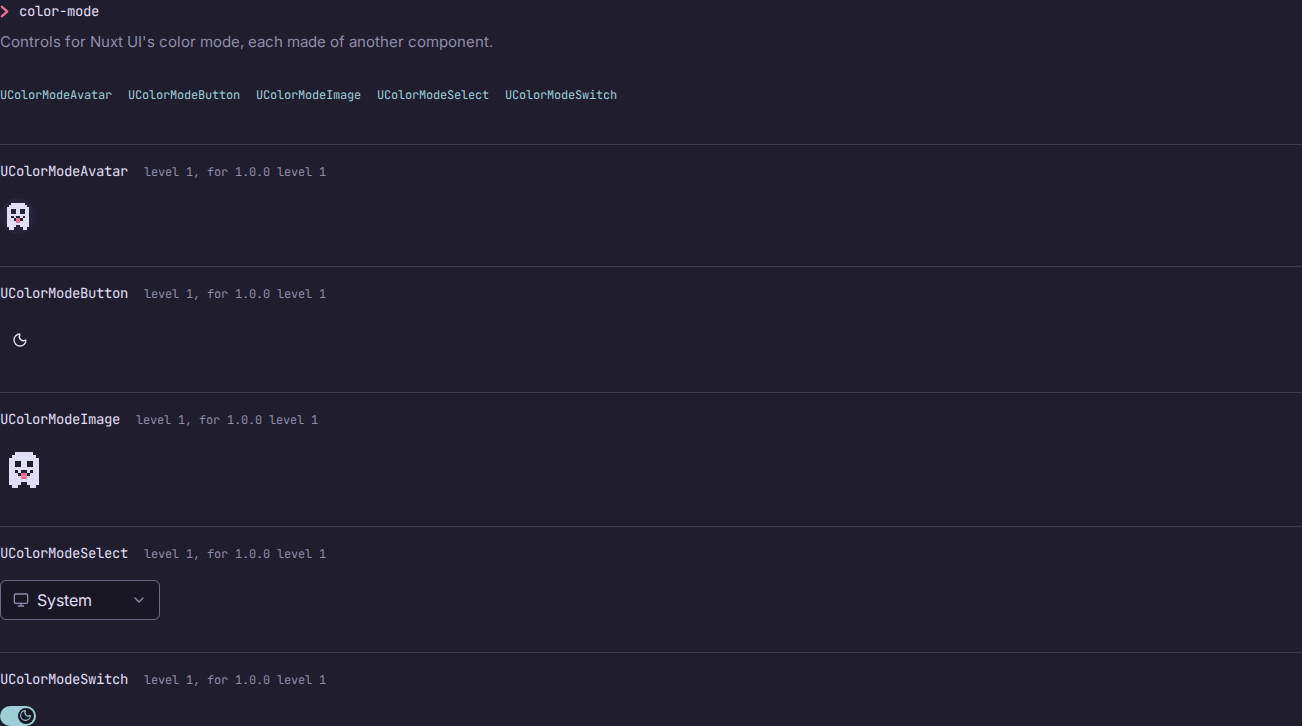 color-mode
Controls for Nuxt UI's color mode, each made of another component.
UColorModeAvatar UColorModeButton UColorModeImage UColorModeSelect UColorModeSwitch
UColorModeAvatar level 1, for 1.0.0 level 1
UColorModeButton level 1, for 1.0.0 level 1
UColorModeImage level 1, for 1.0.0 level 1
UColorModeSelect level 1, for 1.0.0 level 1
System
UColorModeSwitch level 1, for 1.0.0 level 1